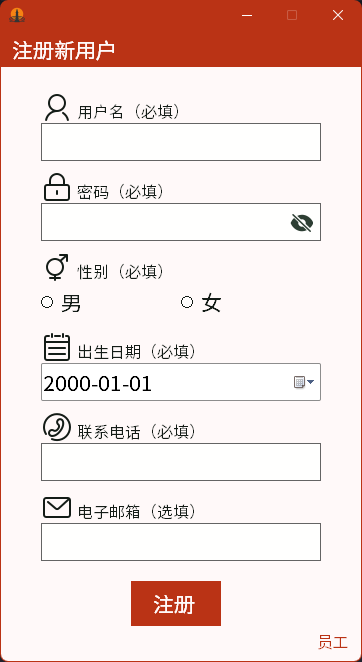 注册新用户
用户名（必填）
密码（必填）
性别（必填）
男 女
出生日期（必填）
2000-01-01
联系电话（必填）
电子邮箱（选填）
注册
员工